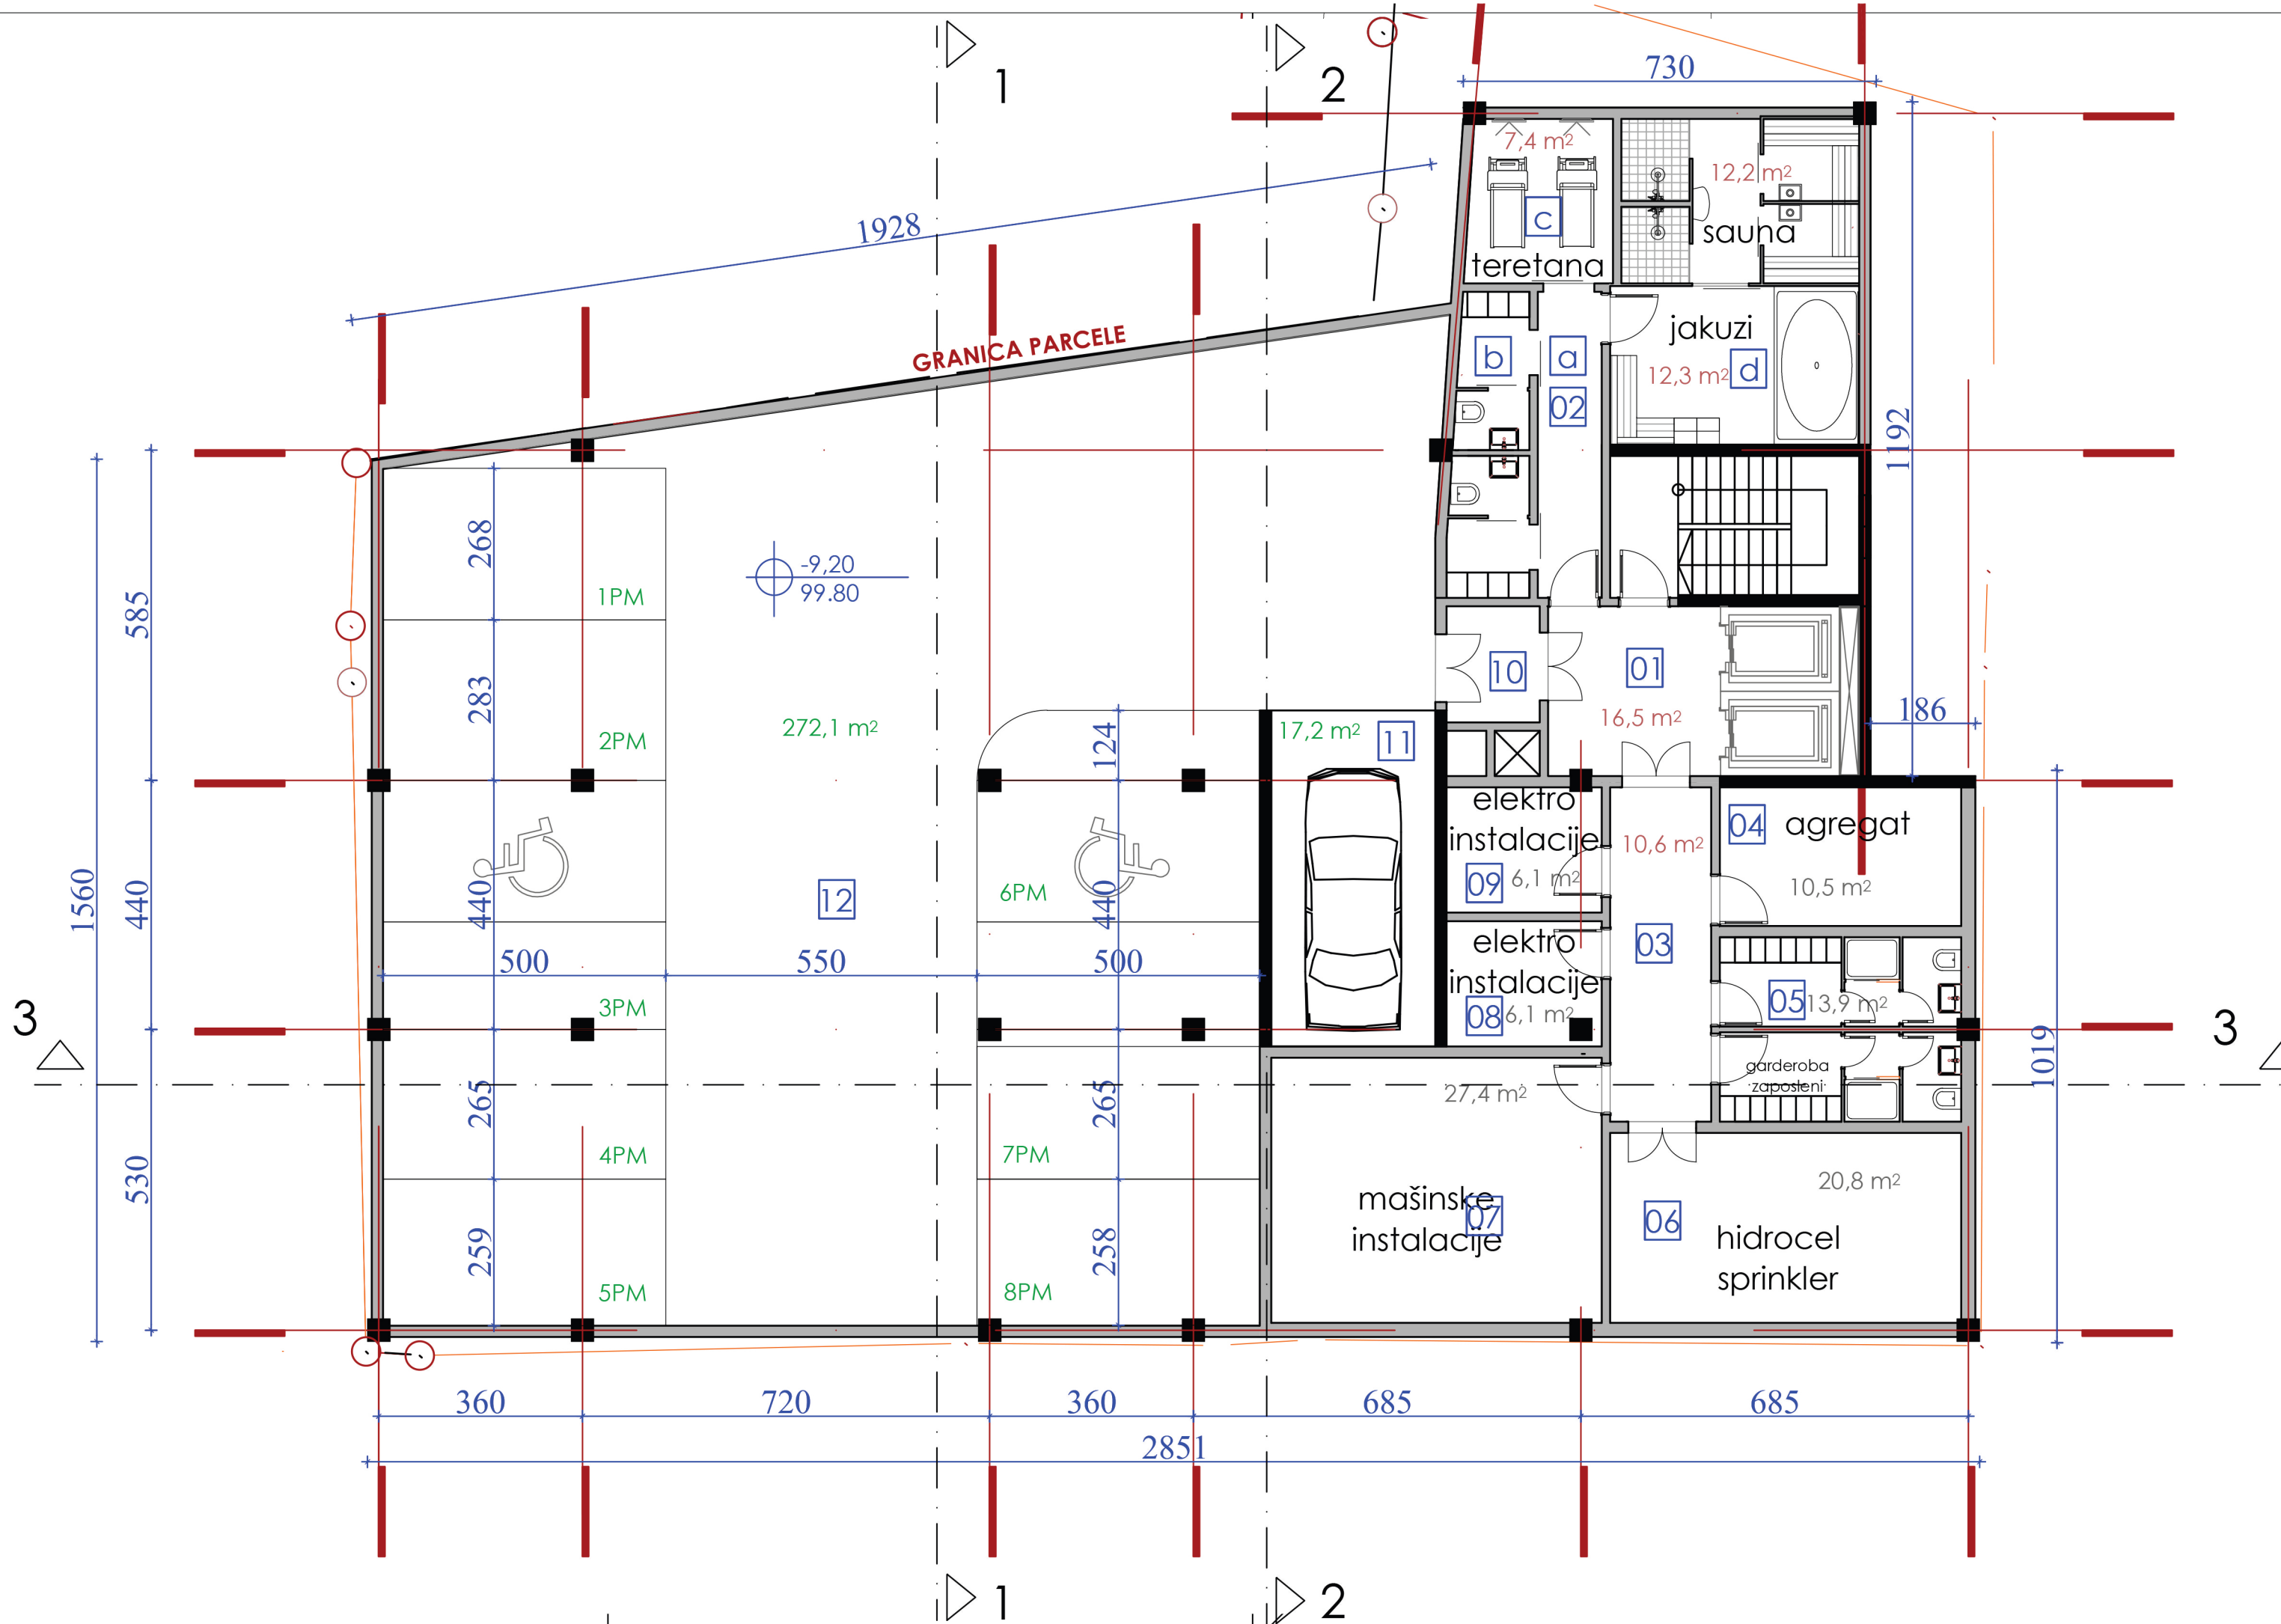 1
2
730
7,4 m²
12,2 m²
c
sauna
teretana
1928
GRANICA PARCELE
jakuzi
b
a
12,3 m²
d
02
1192
268
-9,20
99.80
585
1PM
283
2PM
272,1 m²
124
17,2 m²
11
10
01
16,5 m²
186
elektro
instalacije
09
6,1 m²
10,6 m²
04
agregat
10,5 m²
1560
440
440
12
6PM
440
500
550
500
elektro
instalacije
08
6,1 m²
03
05
13,9 m²
3
3PM
3
1019
garderoba
zaposleni
265
265
27,4 m²
530
4PM
7PM
259
258
5PM
8PM
mašinske
instalacije
07
20,8 m²
06
hidrocel
sprinkler
360
720
360
685
685
2851
1
2